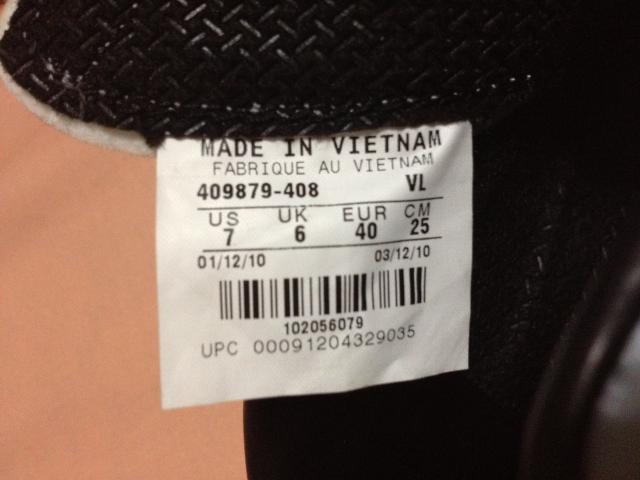 MADE IN VIETNAM
FABRIQUE AU VIETNAM
409879-408 VL
US UK EUR CM
7 6 40 25
01/12/10 03/12/10
102056079
UPC 00091204329035